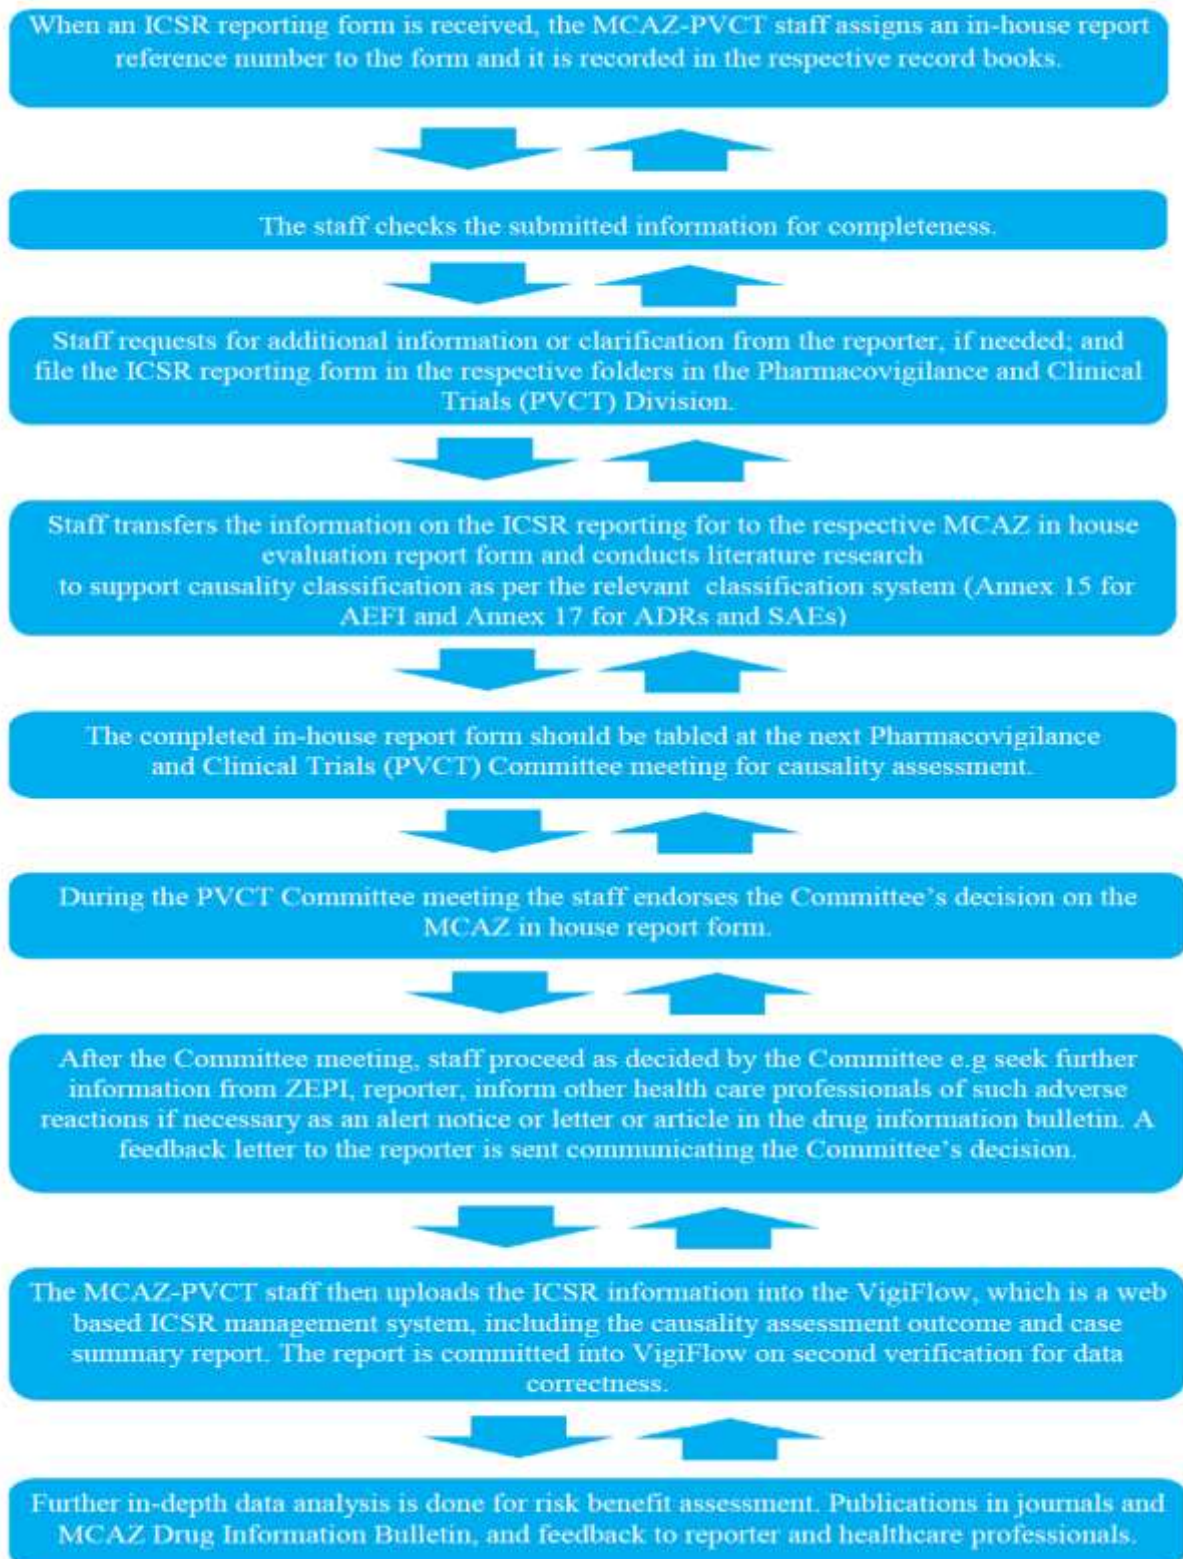 When an ICSR reporting form is received, the MCAZ-PVCT staff assigns an in-house report
reference number to the form and it is recorded in the respective record books.
The staff checks the submitted information for completeness.
Staff requests for additional information or clarification from the reporter, if needed; and
file the ICSR reporting form in the respective folders in the Pharmacovigilance and Clinical
Trials (PVCT) Division.
Staff transfers the information on the ICSR reporting for to the respective MCAZ in house
evaluation report form and conducts literature research
to support causality classification as per the relevant classification system (Annex 15 for
AEFI and Annex 17 for ADRs and SAEs)
The completed in-house report form should be tabled at the next Pharmacovigilance
and Clinical Trials (PVCT) Committee meeting for causality assessment.
During the PVCT Committee meeting the staff endorses the Committee’s decision on the
MCAZ in house report form.
After the Committee meeting, staff proceed as decided by the Committee e.g seek further
information from ZEPI, reporter, inform other health care professionals of such adverse
reactions if necessary as an alert notice or letter or article in the drug information bulletin. A
feedback letter to the reporter is sent communicating the Committee’s decision.
The MCAZ-PVCT staff then uploads the ICSR information into the VigiFlow, which is a web
based ICSR management system, including the causality assessment outcome and case
summary report. The report is committed into VigiFlow on second verification for data
correctness.
Further in-depth data analysis is done for risk benefit assessment. Publications in journals and
MCAZ Drug Information Bulletin, and feedback to reporter and healthcare professionals.